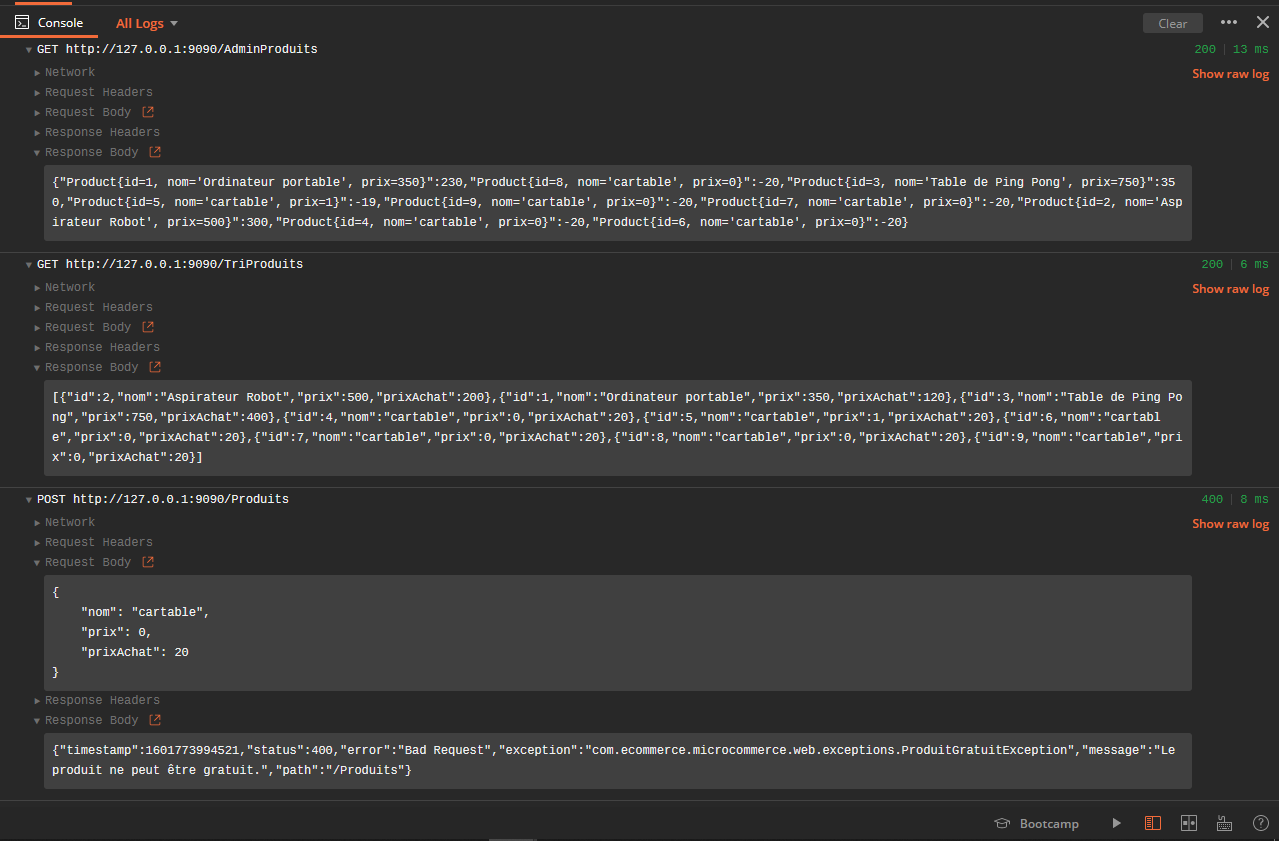 Console
All Logs
Clear
GET http://127.0.0.1:9090/AdminProduits
200 | 13 ms
Network
Show raw log
Request Headers
Request Body
Response Headers
Response Body
{"Product{id=1, nom='Ordinateur portable', prix=350}":230,"Product{id=8, nom='cartable', prix=0}":-20,"Product{id=3, nom='Table de Ping Pong', prix=750}":35
0,"Product{id=5, nom='cartable', prix=1}":-19,"Product{id=9, nom='cartable', prix=0}":-20,"Product{id=7, nom='cartable', prix=0}":-20,"Product{id=2, nom='Asp
irateur Robot', prix=500}":300,"Product{id=4, nom='cartable', prix=0}":-20,"Product{id=6, nom='cartable', prix=0}":-20}
GET http://127.0.0.1:9090/TriProduits
200 | 6 ms
Network
Show raw log
Request Headers
Request Body
Response Headers
Response Body
[{"id":2,"nom":"Aspirateur Robot","prix":500,"prixAchat":200},{"id":1,"nom":"Ordinateur portable","prix":350,"prixAchat":120},{"id":3,"nom":"Table de Ping Po
ng","prix":750,"prixAchat":400},{"id":4,"nom":"cartable","prix":0,"prixAchat":20},{"id":5,"nom":"cartable","prix":1,"prixAchat":20},{"id":6,"nom":"cartabl
e","prix":0,"prixAchat":20},{"id":7,"nom":"cartable","prix":0,"prixAchat":20},{"id":8,"nom":"cartable","prix":0,"prixAchat":20},{"id":9,"nom":"cartable","pri
x":0,"prixAchat":20}]
POST http://127.0.0.1:9090/Produits
400 | 8 ms
Network
Show raw log
Request Headers
Request Body
{
"nom": "cartable",
"prix": 0,
"prixAchat": 20
}
Response Headers
Response Body
{"timestamp":1601773994521,"status":400,"error":"Bad Request","exception":"com.ecommerce.microcommerce.web.exceptions.ProduitGratuitException","message":"Le
produit ne peut être gratuit.","path":"/Produits"}
Bootcamp